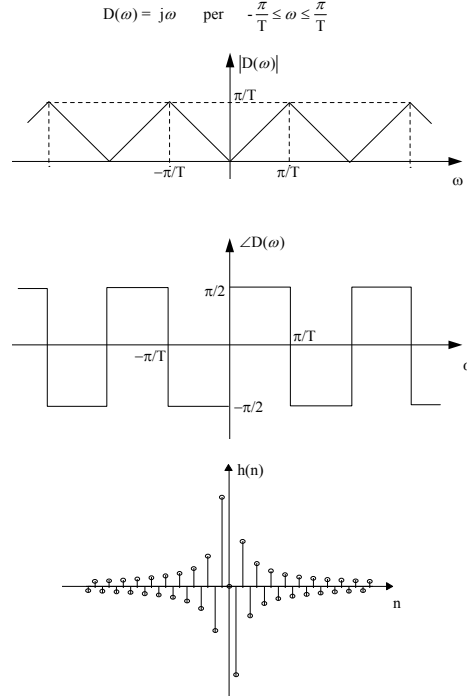 D(ω) = jω per -π/T ≤ ω ≤ π/T
|D(ω)|
π/T
−π/T
π/T
ω
∠D(ω)
π/2
π/T
−π/T
−π/2
h(n)
n